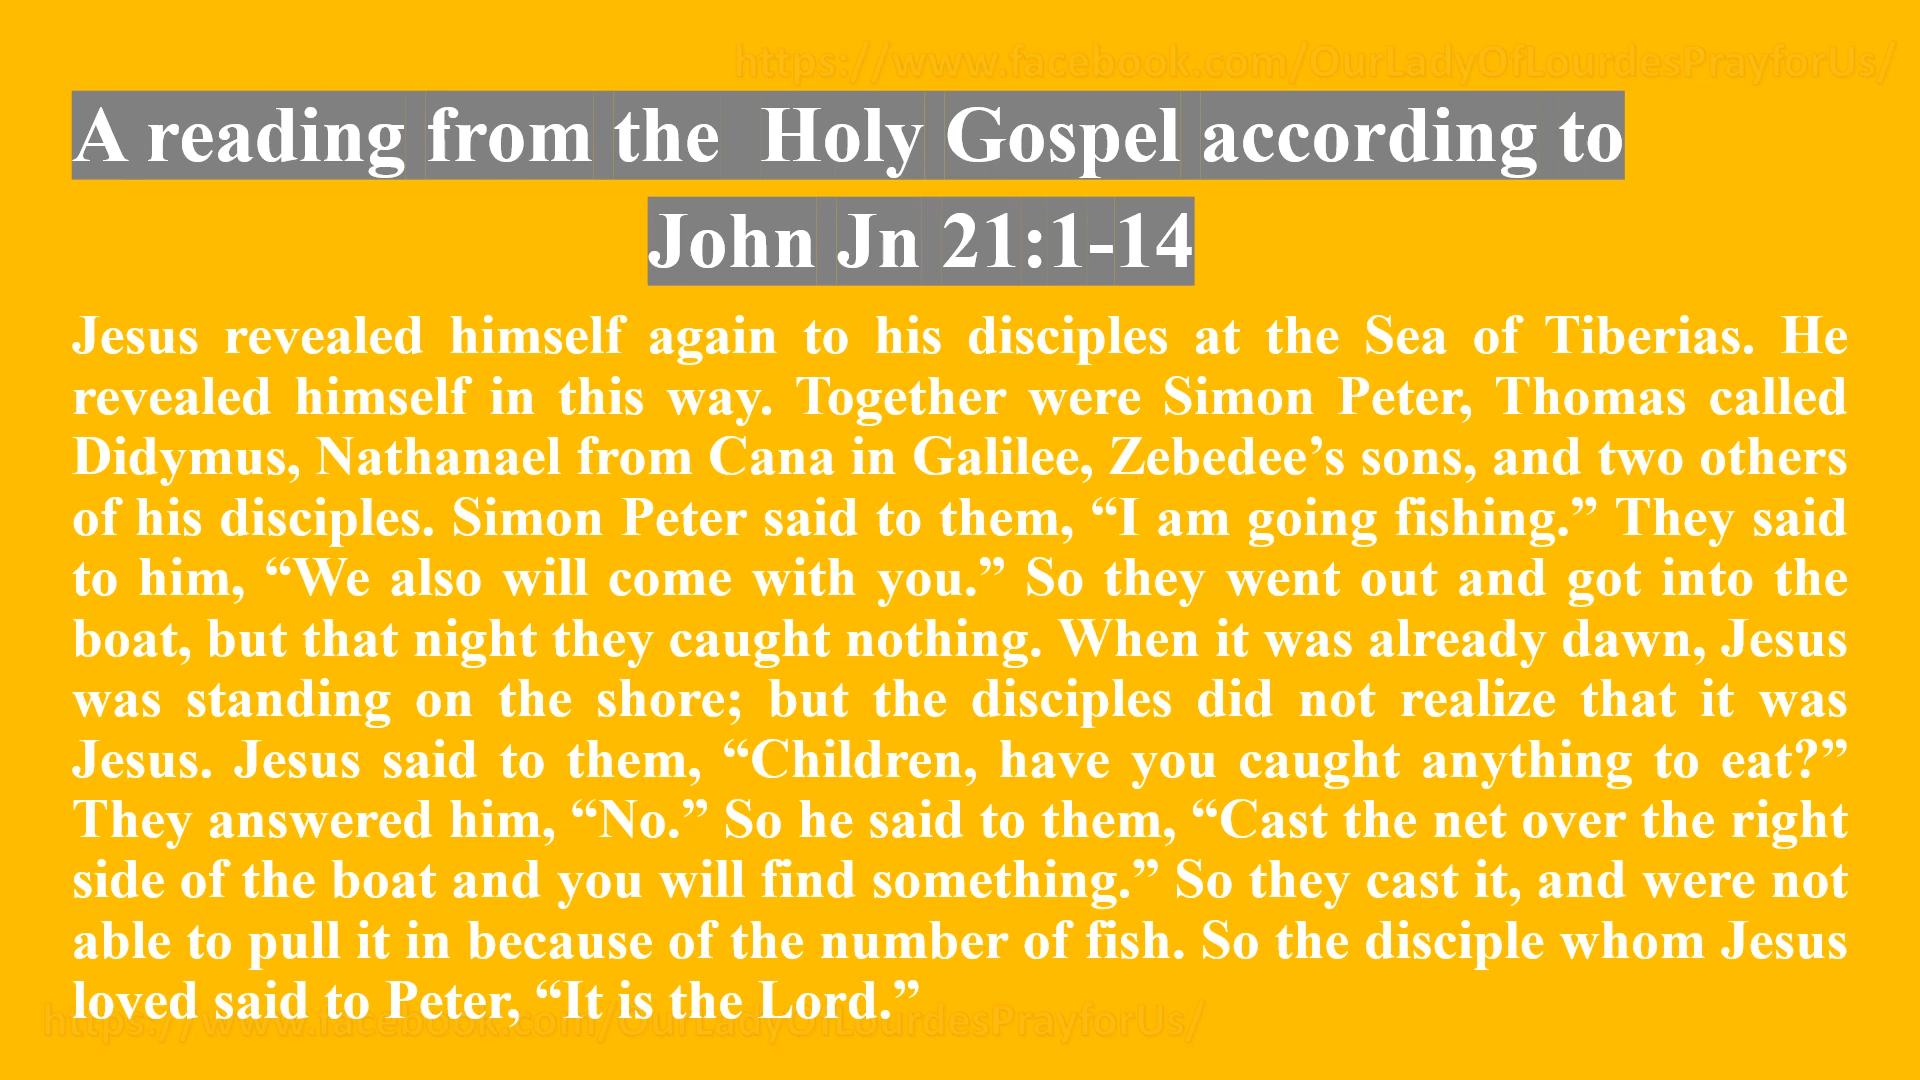 https://www.facebook.com/OurLadyOfLourdesPrayforUs/
A reading from the  Holy Gospel according to
John Jn 21:1-14
Jesus revealed himself again to his disciples at the Sea of Tiberias. He
revealed himself in this way. Together were Simon Peter, Thomas called
Didymus, Nathanael from Cana in Galilee, Zebedee’s sons, and two others
of his disciples. Simon Peter said to them, “I am going fishing.” They said
to him, “We also will come with you.” So they went out and got into the
boat, but that night they caught nothing. When it was already dawn, Jesus
was standing on the shore; but the disciples did not realize that it was
Jesus. Jesus said to them, “Children, have you caught anything to eat?”
They answered him, “No.” So he said to them, “Cast the net over the right
side of the boat and you will find something.” So they cast it, and were not
able to pull it in because of the number of fish. So the disciple whom Jesus
loved said to Peter, “It is the Lord.”
https://www.facebook.com/OurLadyOfLourdesPrayforUs/